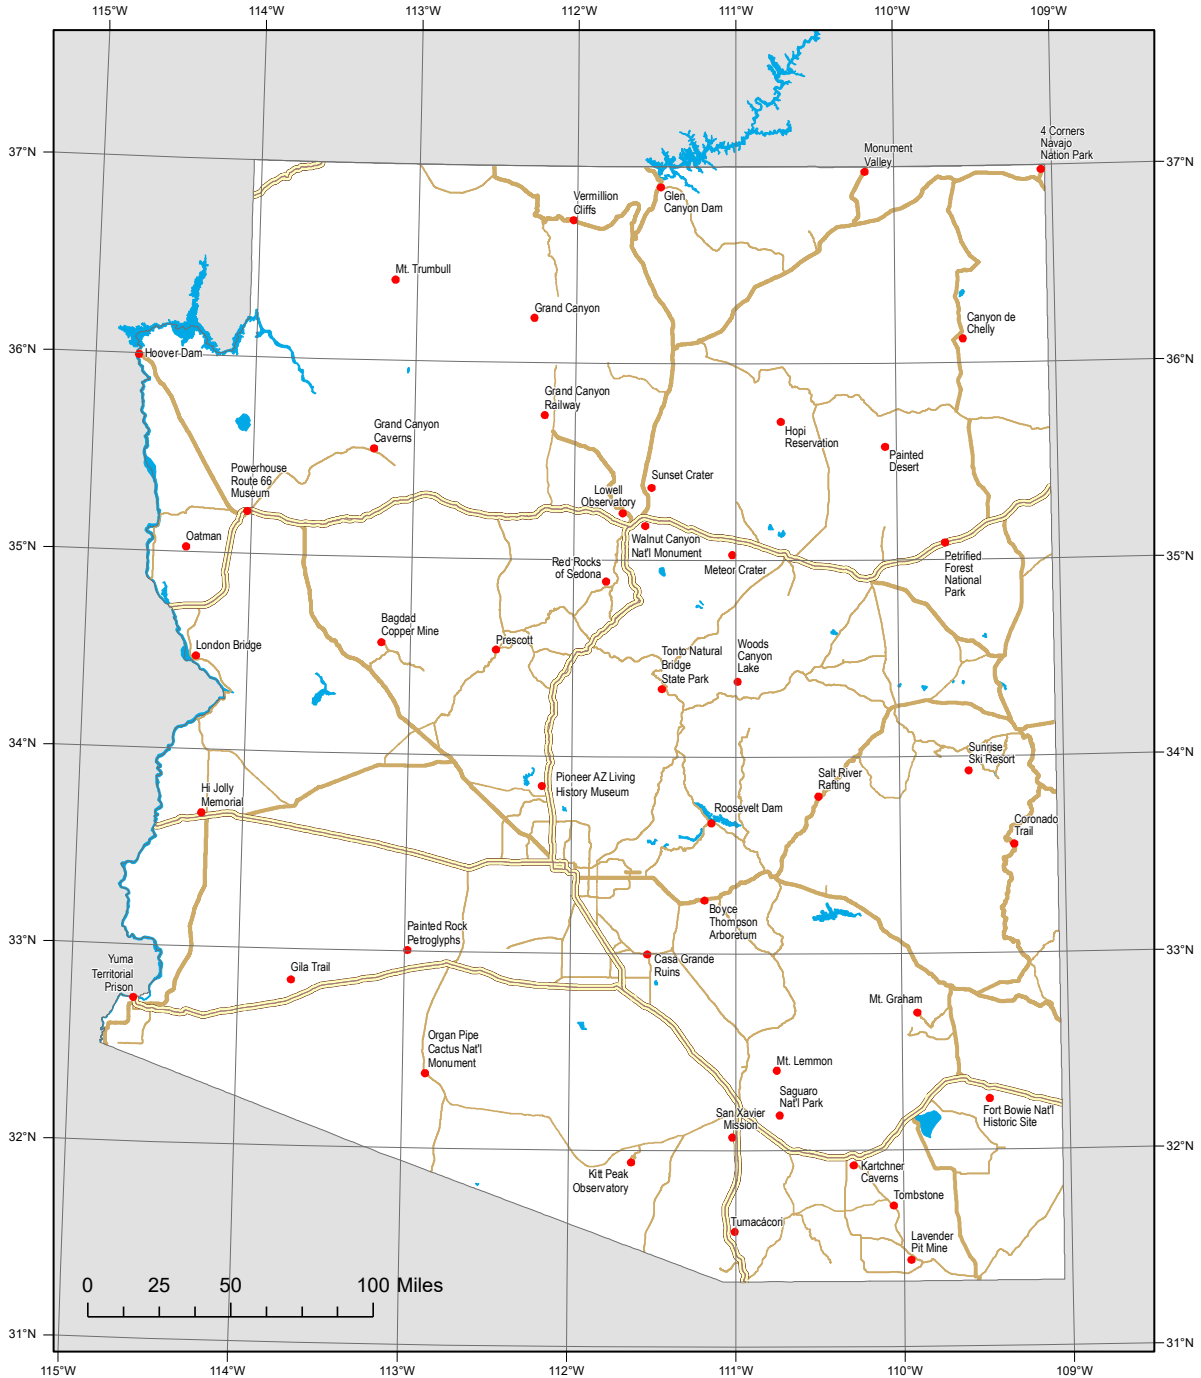 115°W
114°W
113°W
112°W
111°W
110°W
109°W
37°N
37°N
4 Corners
Navajo
Nation Park
Monument
Valley
Vermillion
Cliffs
Glen
Canyon Dam
Mt. Trumbull
Grand Canyon
Canyon de
Chelly
36°N
36°N
Hoover Dam
Grand Canyon
Railway
Grand Canyon
Caverns
Hopi
Reservation
Painted
Desert
Powerhouse
Route 66
Museum
Sunset Crater
Lowell
Observatory
Oatman
35°N
35°N
Walnut Canyon
Nat'l Monument
Red Rocks
of Sedona
Meteor Crater
Petrified
Forest
National
Park
Bagdad
Copper Mine
Prescott
London Bridge
Woods
Canyon
Lake
Tonto Natural
Bridge
State Park
34°N
34°N
Sunrise
Ski Resort
Salt River
Rafting
Pioneer AZ Living
History Museum
Hi Jolly
Memorial
Roosevelt Dam
Coronado
Trail
Boyce
Thompson
Arboretum
Painted Rock
Petroglyphs
33°N
33°N
Yuma
Territorial
Prison
Gila Trail
Casa Grande
Ruins
Mt. Graham
Organ Pipe
Cactus Nat'l
Monument
Mt. Lemmon
Saguaro
Nat'l Park
San Xavier
Mission
Fort Bowie Nat'l
Historic Site
32°N
32°N
Kitt Peak
Observatory
Kartchner
Caverns
Tombstone
Tumacácori
Lavender
Pit Mine
0
25
50
100 Miles
31°N
31°N
115°W
114°W
113°W
112°W
111°W
110°W
109°W